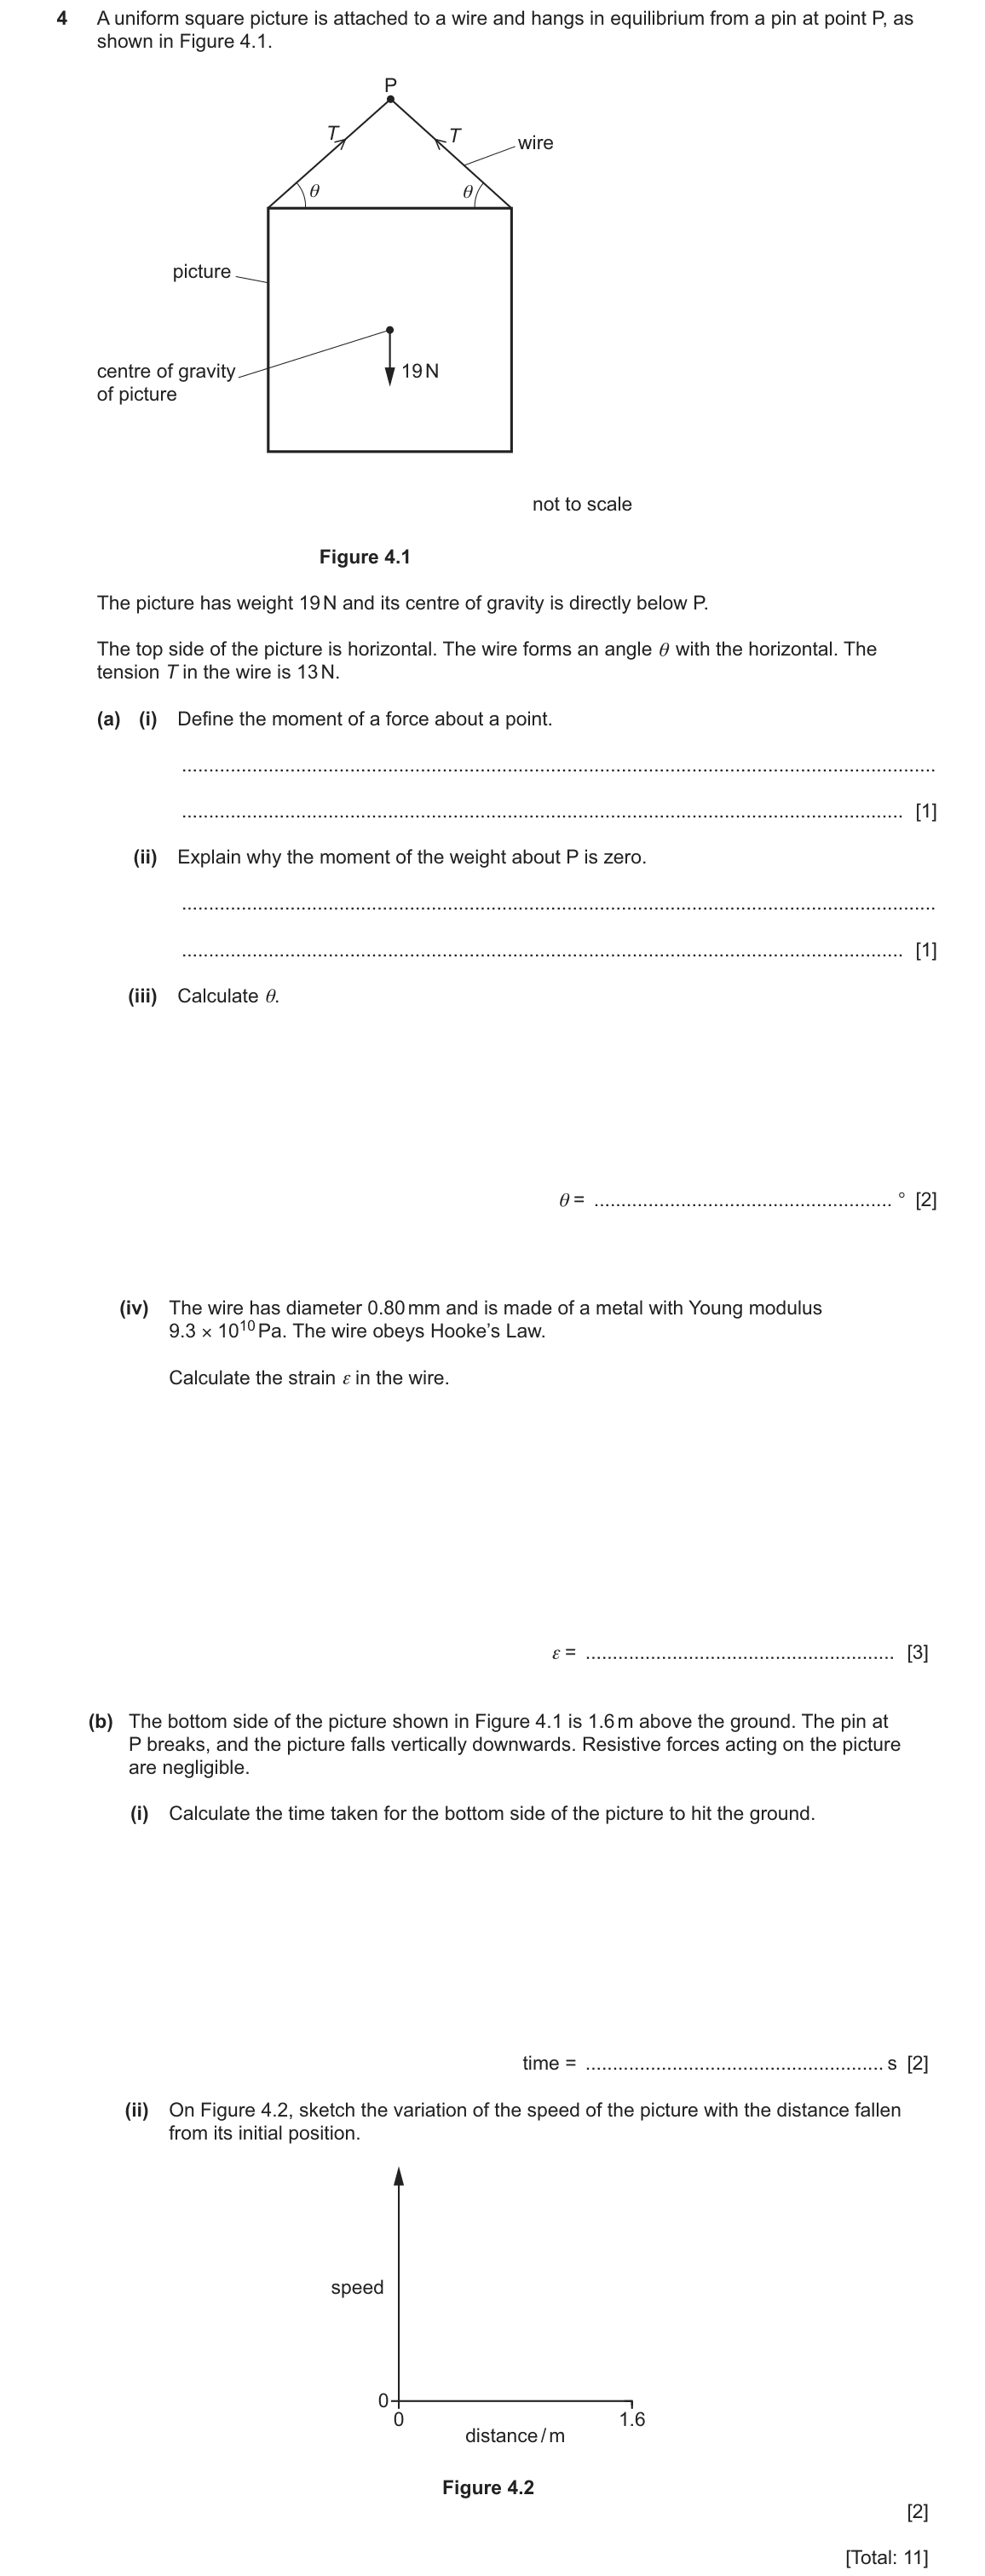 4 A uniform square picture is attached to a wire and hangs in equilibrium from a pin at point P, as
shown in Figure 4.1.
P
T
T
wire
θ
θ
picture
centre of gravity
of picture
19 N
not to scale
Figure 4.1
The picture has weight 19 N and its centre of gravity is directly below P.
The top side of the picture is horizontal. The wire forms an angle θ with the horizontal. The
tension T in the wire is 13 N.
(a) (i) Define the moment of a force about a point.
..........................................................................................................................................
.................................................................................................................................... [1]
(ii) Explain why the moment of the weight about P is zero.
..........................................................................................................................................
.................................................................................................................................... [1]
(iii) Calculate θ.
θ = ....................................................... ° [2]
(iv) The wire has diameter 0.80 mm and is made of a metal with Young modulus
9.3 × 10¹⁰ Pa. The wire obeys Hooke’s Law.
Calculate the strain ε in the wire.
ε = ......................................................... [3]
(b) The bottom side of the picture shown in Figure 4.1 is 1.6 m above the ground. The pin at
P breaks, and the picture falls vertically downwards. Resistive forces acting on the picture
are negligible.
(i) Calculate the time taken for the bottom side of the picture to hit the ground.
time = ....................................................... s [2]
(ii) On Figure 4.2, sketch the variation of the speed of the picture with the distance fallen
from its initial position.
speed
0
0
1.6
distance / m
Figure 4.2
[2]
[Total: 11]